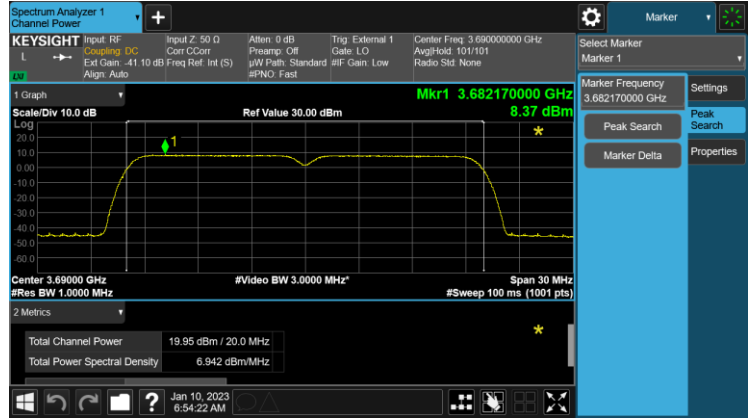 Spectrum Analyzer 1
Channel Power
Marker
KEYSIGHT
L
LXI
Input: RF
Coupling: DC
Ext Gain: -41.10 dB
Align: Auto
Input Z: 50 Ω
Corr CCorr
Freq Ref: Int (S)
Atten: 0 dB
Preamp: Off
µW Path: Standard
#PNO: Fast
Trig: External 1
Gate: LO
#IF Gain: Low
Center Freq: 3.690000000 GHz
Avg|Hold: 101/101
Radio Std: None
Select Marker
Marker 1
1 Graph
Mkr1 3.682170000 GHz
Scale/Div 10.0 dB
Ref Value 30.00 dBm
8.37 dBm
Log
20.0
10.0
0.00
-10.0
-20.0
-30.0
-40.0
-50.0
-60.0
1
*
Center 3.69000 GHz
#Video BW 3.0000 MHz*
Span 30 MHz
#Res BW 1.0000 MHz
#Sweep 100 ms (1001 pts)
Marker Frequency
3.682170000 GHz
Peak Search
Marker Delta
Settings
Peak
Search
Properties
2 Metrics
*
Total Channel Power 19.95 dBm / 20.0 MHz
Total Power Spectral Density 6.942 dBm/MHz
?
Jan 10, 2023
6:54:22 AM